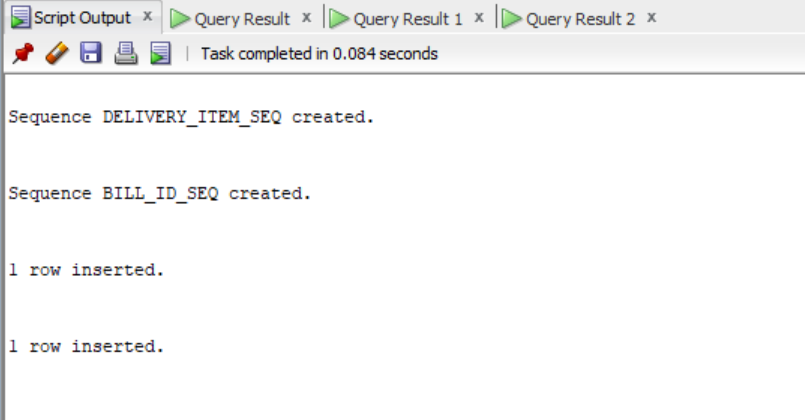 Script Output x Query Result x Query Result 1 x Query Result 2 x
Task completed in 0.084 seconds
Sequence DELIVERY_ITEM_SEQ created.
Sequence BILL_ID_SEQ created.
1 row inserted.
1 row inserted.